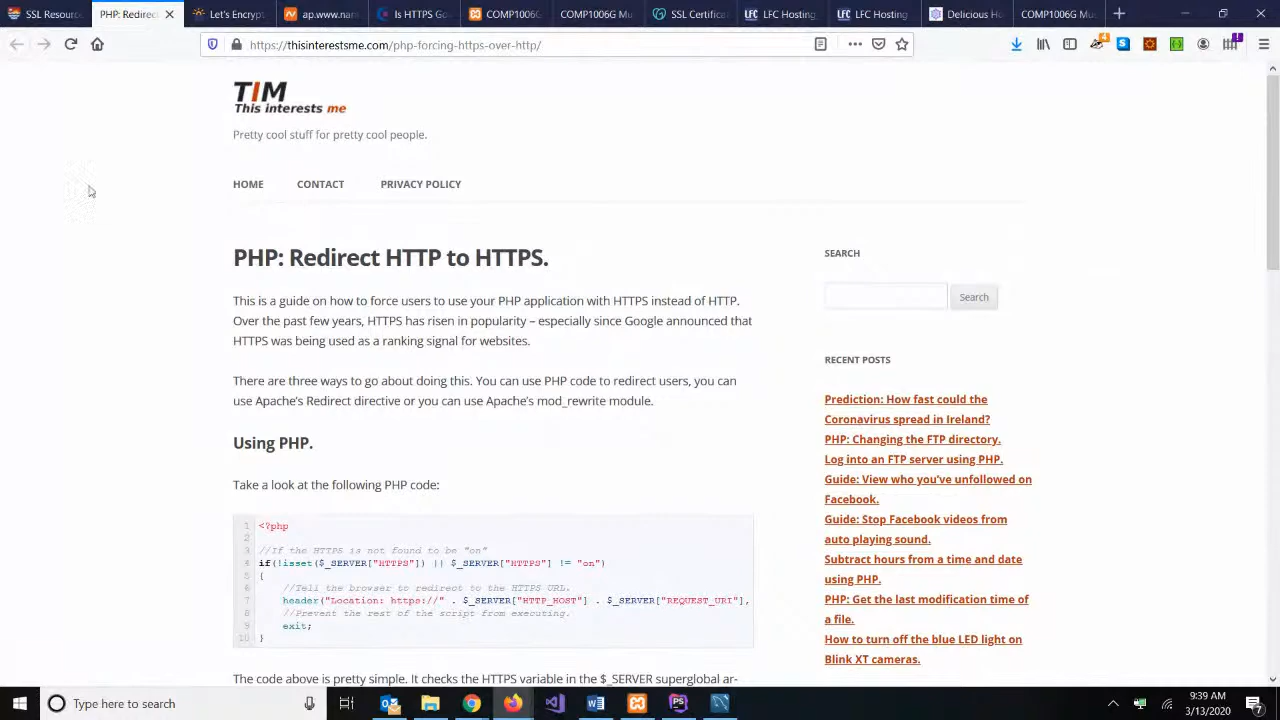 SSL Resourc
PHP: Redirect
Let's Encrypt
ap.www.nam
Is HTTPS Go
COMP1006G
COMP1006G Mu
SSL Certifica
LFC Hosting
LFC Hosting
Delicious Ho
COMP1006G Mu
https://thisinterestsme.com/php-forcing-https-over-http/
4
TIM
This interests me
Pretty cool stuff for pretty cool people.
HOME
CONTACT
PRIVACY POLICY
PHP: Redirect HTTP to HTTPS.
This is a guide on how to force users to use your PHP application with HTTPS instead of HTTP.
Over the past few years, HTTPS has risen in popularity – especially since Google announced that
HTTPS was being used as a ranking signal for websites.
There are three ways to go about doing this. You can use PHP code to redirect users, you can
use Apache's Redirect directive or you can use Apache's mod_rewrite module.
Using PHP.
Take a look at the following PHP code:
1 <?php
2
3 //If the HTTPS is not found to be "on"
4 if(!isset($_SERVER["HTTPS"]) || $_SERVER["HTTPS"] != "on")
5 {
6 //Tell the browser to redirect to the HTTPS URL.
7 header("Location: https://" . $_SERVER["HTTP_HOST"] . $_SERVER["REQUEST_URI"],
8 //Prevent the rest of the script from executing.
9 exit;
10 }
The code above is pretty simple. It checks the HTTPS variable in the $_SERVER superglobal ar-
SEARCH
Search
RECENT POSTS
Prediction: How fast could the
Coronavirus spread in Ireland?
PHP: Changing the FTP directory.
Log into an FTP server using PHP.
Guide: View who you've unfollowed on
Facebook.
Guide: Stop Facebook videos from
auto playing sound.
Subtract hours from a time and date
using PHP.
PHP: Get the last modification time of
a file.
How to turn off the blue LED light on
Blink XT cameras.
Type here to search
9:39 AM
3/13/2020
7